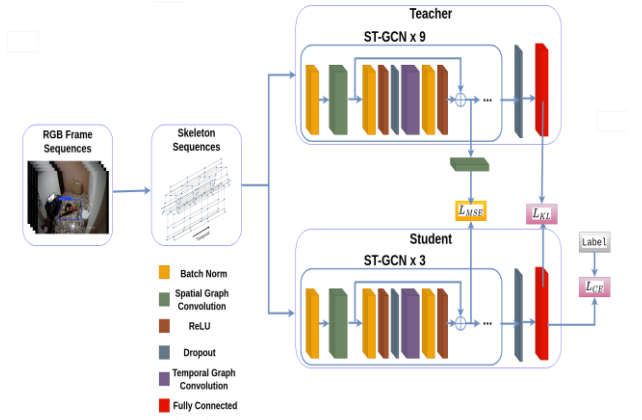 Teacher
ST-GCN x 9
...
RGB Frame
Sequences
Skeleton
Sequences
Temporal
L_MSE
L_KL
Student
ST-GCN x 3
...
Label
L_CE
Batch Norm
Spatial Graph
Convolution
ReLU
Dropout
Temporal Graph
Convolution
Fully Connected